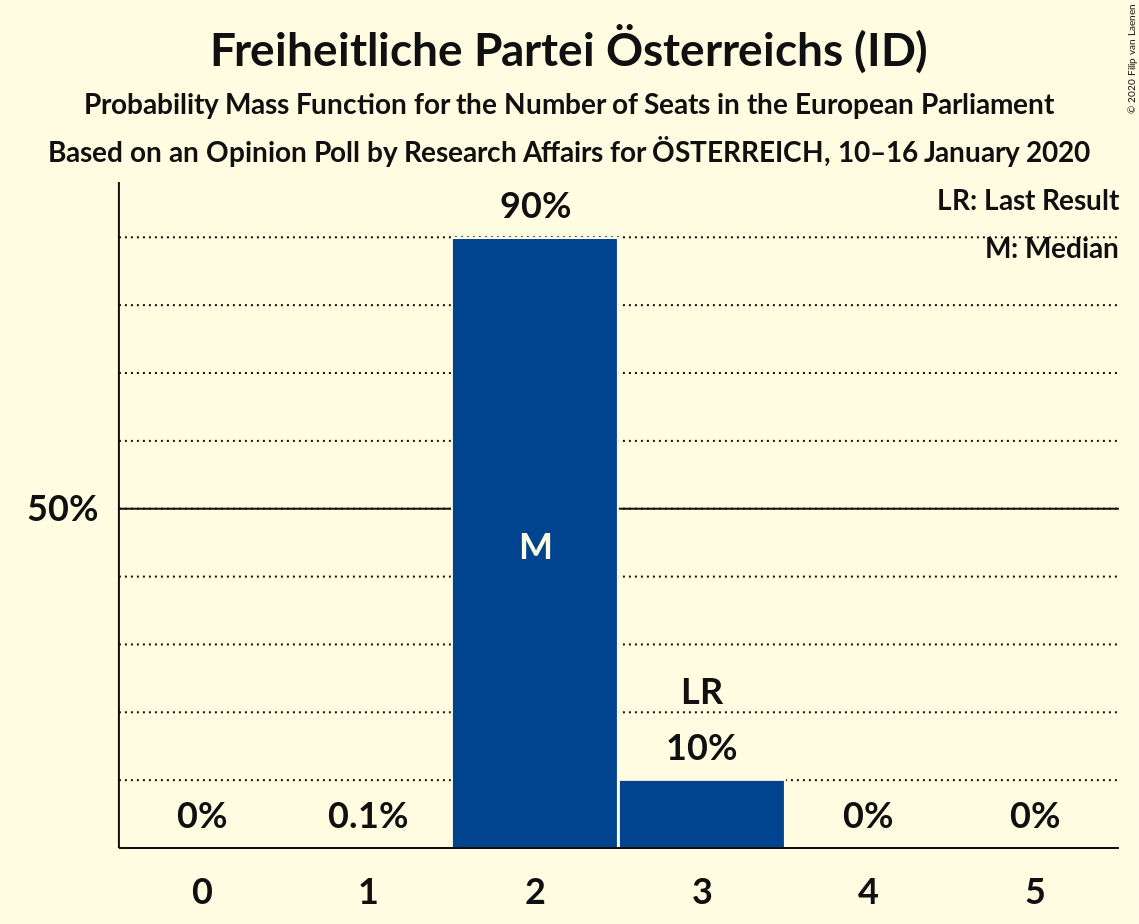 Freiheitliche Partei Österreichs (ID)
Probability Mass Function for the Number of Seats in the European Parliament
Based on an Opinion Poll by Research Affairs for ÖSTERREICH, 10–16 January 2020
© 2020 Filip van Laenen
LR: Last Result
M: Median
90%
50%
M
LR
10%
0% 0.1% 0% 0%
0 1 2 3 4 5